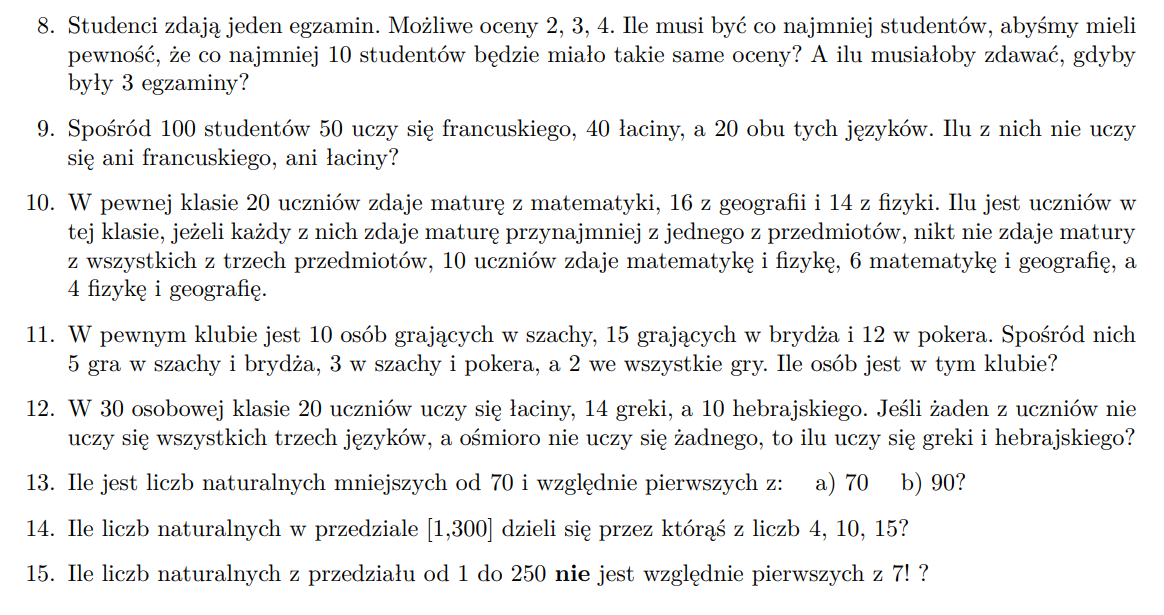 8. Studenci zdają jeden egzamin. Możliwe oceny 2, 3, 4. Ile musi być co najmniej studentów, abyśmy mieli
pewność, że co najmniej 10 studentów będzie miało takie same oceny? A ilu musiałoby zdawać, gdyby
były 3 egzaminy?
9. Spośród 100 studentów 50 uczy się francuskiego, 40 łaciny, a 20 obu tych języków. Ilu z nich nie uczy
się ani francuskiego, ani łaciny?
10. W pewnej klasie 20 uczniów zdaje maturę z matematyki, 16 z geografii i 14 z fizyki. Ilu jest uczniów w
tej klasie, jeżeli każdy z nich zdaje maturę przynajmniej z jednego z przedmiotów, nikt nie zdaje matury
z wszystkich z trzech przedmiotów, 10 uczniów zdaje matematykę i fizykę, 6 matematykę i geografię, a
4 fizykę i geografię.
11. W pewnym klubie jest 10 osób grających w szachy, 15 grających w brydża i 12 w pokera. Spośród nich
5 gra w szachy i brydża, 3 w szachy i pokera, a 2 we wszystkie gry. Ile osób jest w tym klubie?
12. W 30 osobowej klasie 20 uczniów uczy się łaciny, 14 greki, a 10 hebrajskiego. Jeśli żaden z uczniów nie
uczy się wszystkich trzech języków, a ośmioro nie uczy się żadnego, to ilu uczy się greki i hebrajskiego?
13. Ile jest liczb naturalnych mniejszych od 70 i względnie pierwszych z: a) 70 b) 90?
14. Ile liczb naturalnych w przedziale [1,300] dzieli się przez którąś z liczb 4, 10, 15?
15. Ile liczb naturalnych z przedziału od 1 do 250 nie jest względnie pierwszych z 7! ?